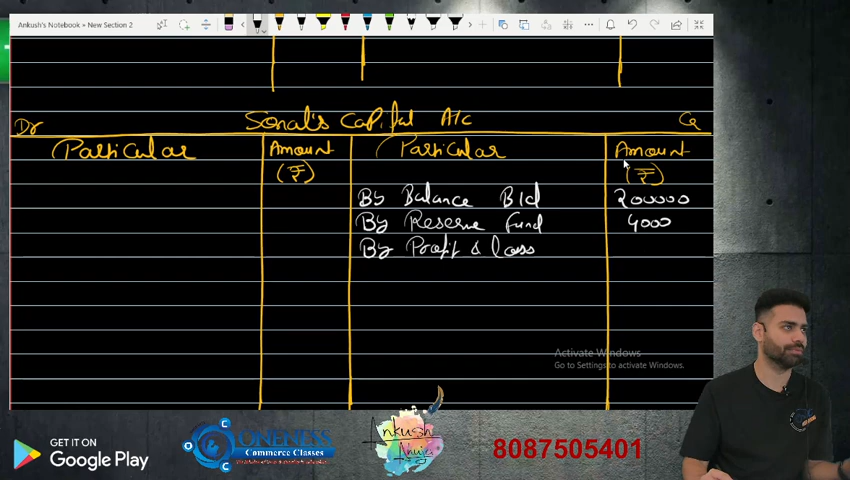 Ankush's Notebook » New Section 2
Dr Sonal's Capital A/c Cr
Particular Amount (₹) Particular Amount (₹)
By Balance B/d 200000
By Reserve fund 4000
By Profit & loss
Activate Windows
Go to Settings to activate Windows.
GET IT ON
Google Play
ONENESS
Commerce Classes
Ankush
Ahuja
8087505401